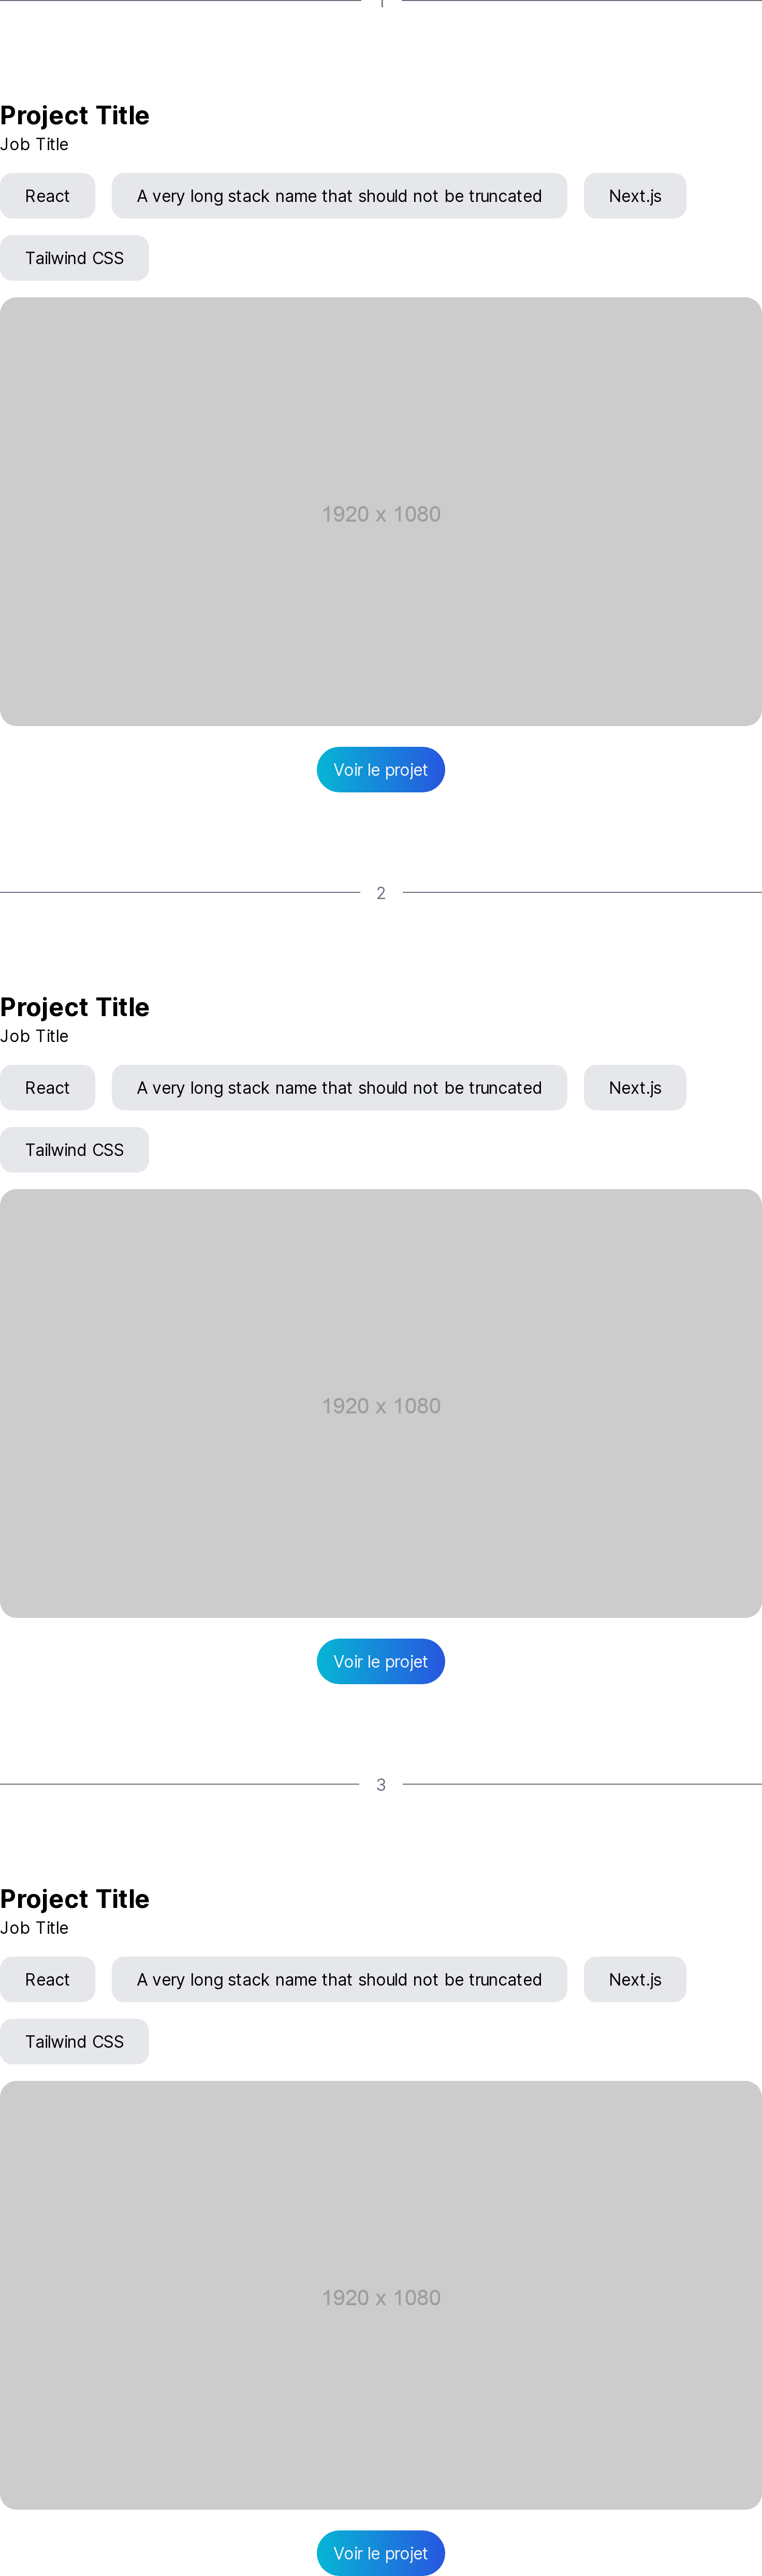 1
Project Title
Job Title
React
A very long stack name that should not be truncated
Next.js
Tailwind CSS
1920 x 1080
Voir le projet
2
Project Title
Job Title
React
A very long stack name that should not be truncated
Next.js
Tailwind CSS
1920 x 1080
Voir le projet
3
Project Title
Job Title
React
A very long stack name that should not be truncated
Next.js
Tailwind CSS
1920 x 1080
Voir le projet